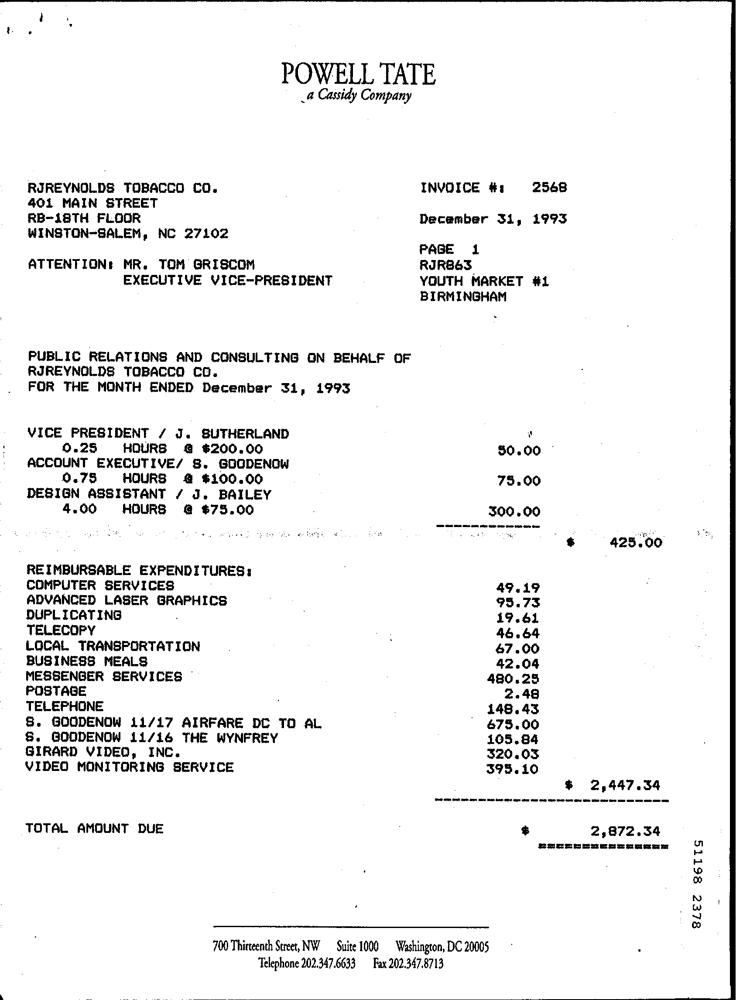 POWELL TATE
a Cassidy Company
RJREYNOLDS TOBACCO CO. INVOICE #: 2568
401 MAIN STREET
RB-18TH FLOOR December 31, 1993
WINSTON-SALEM, NC 27102
PAGE 1
ATTENTION: MR. TOM GRISCOM RJR863
EXECUTIVE VICE-PRESIDENT YOUTH MARKET #1
BIRMINGHAM
PUBLIC RELATIONS AND CONSULTING ON BEHALF OF
RJREYNOLDS TOBACCO CO.
FOR THE MONTH ENDED December 31, 1993
VICE PRESIDENT / J. SUTHERLAND
0.25 HOURS @ $200.00 50.00
ACCOUNT EXECUTIVE/ S. GOODENOW
0.75 HOURS @ $100.00 75.00
DESIGN ASSISTANT / J. BAILEY
4.00 HOURS @ $75.00 300.00
$ 425.00
REIMBURSABLE EXPENDITURES:
COMPUTER SERVICES 49.19
ADVANCED LASER GRAPHICS 95.73
DUPLICATING 19.61
TELECOPY 46.64
LOCAL TRANSPORTATION 67.00
BUSINESS MEALS 42.04
MESSENGER SERVICES 480.25
POSTAGE 2.48
TELEPHONE 148.43
S. GOODENOW 11/17 AIRFARE DC TO AL 675.00
S. GOODENOW 11/16 THE WYNFREY 105.84
GIRARD VIDEO, INC. 320.03
VIDEO MONITORING SERVICE 395.10
$ 2,447.34
TOTAL AMOUNT DUE $ 2,872.34
51198 2378
700 Thirteenth Street, NW Suite 1000 Washington, DC 20005
Telephone 202.347.6633 Fax 202.347.8713